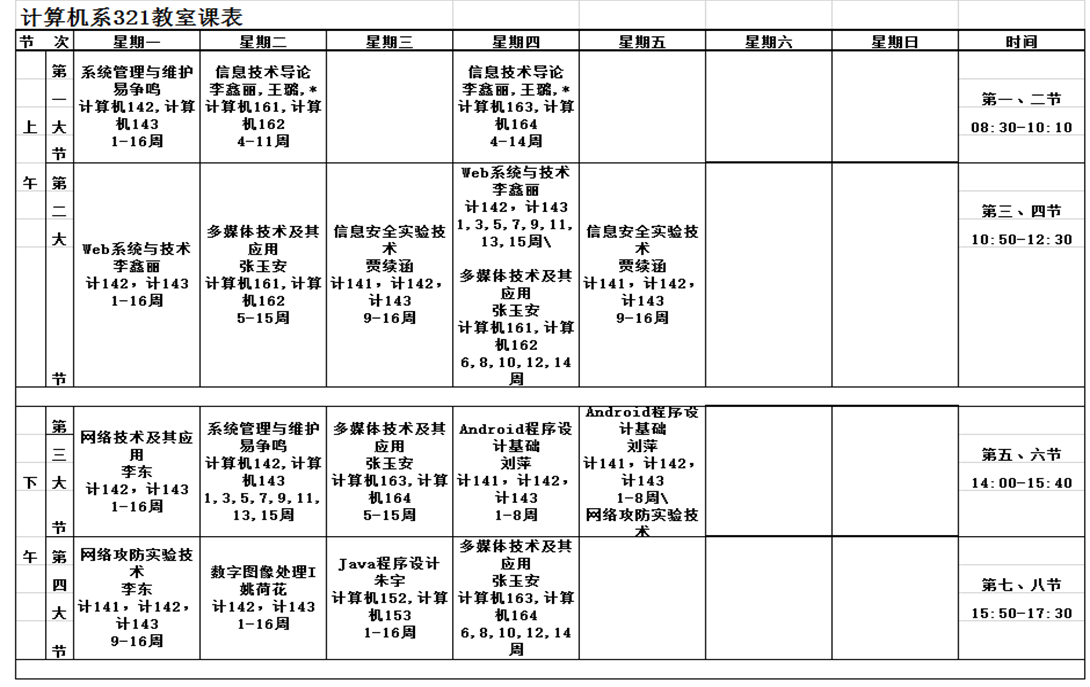 计算机系321教室课表
节 次 星期一 星期二 星期三 星期四 星期五 星期六 星期日 时间
上午
第一大节
系统管理与维护
易争鸣
计算机142,计算
机143
1-16周
信息技术导论
李鑫丽,王璐,*
计算机161,计算
机162
4-11周
信息技术导论
李鑫丽,王璐,*
计算机163,计算
机164
4-14周
第一、二节
08:30-10:10
第二大节
Web系统与技术
李鑫丽
计142，计143
1-16周
多媒体技术及其
应用
张玉安
计算机161,计算
机162
5-15周
信息安全实验技
术
贾续涵
计141，计142，
计143
9-16周
Web系统与技术
李鑫丽
计142，计143
1,3,5,7,9,11,
13,15周\
多媒体技术及其
应用
张玉安
计算机161,计算
机162
6,8,10,12,14
周
信息安全实验技
术
贾续涵
计141，计142，
计143
9-16周
第三、四节
10:50-12:30
下午
第三大节
网络技术及其应
用
李东
计142，计143
1-16周
系统管理与维护
易争鸣
计算机142,计算
机143
1,3,5,7,9,11,
13,15周
多媒体技术及其
应用
张玉安
计算机163,计算
机164
5-15周
Android程序设
计基础
刘萍
计141，计142，
计143
1-8周
Android程序设
计基础
刘萍
计141，计142，
计143
1-8周\
网络攻防实验技
术
第五、六节
14:00-15:40
第四大节
网络攻防实验技
术
李东
计141，计142，
计143
9-16周
数字图像处理I
姚荷花
计142，计143
1-16周
Java程序设计
朱宇
计算机152,计算
机153
1-16周
多媒体技术及其
应用
张玉安
计算机163,计算
机164
6,8,10,12,14
周
第七、八节
15:50-17:30